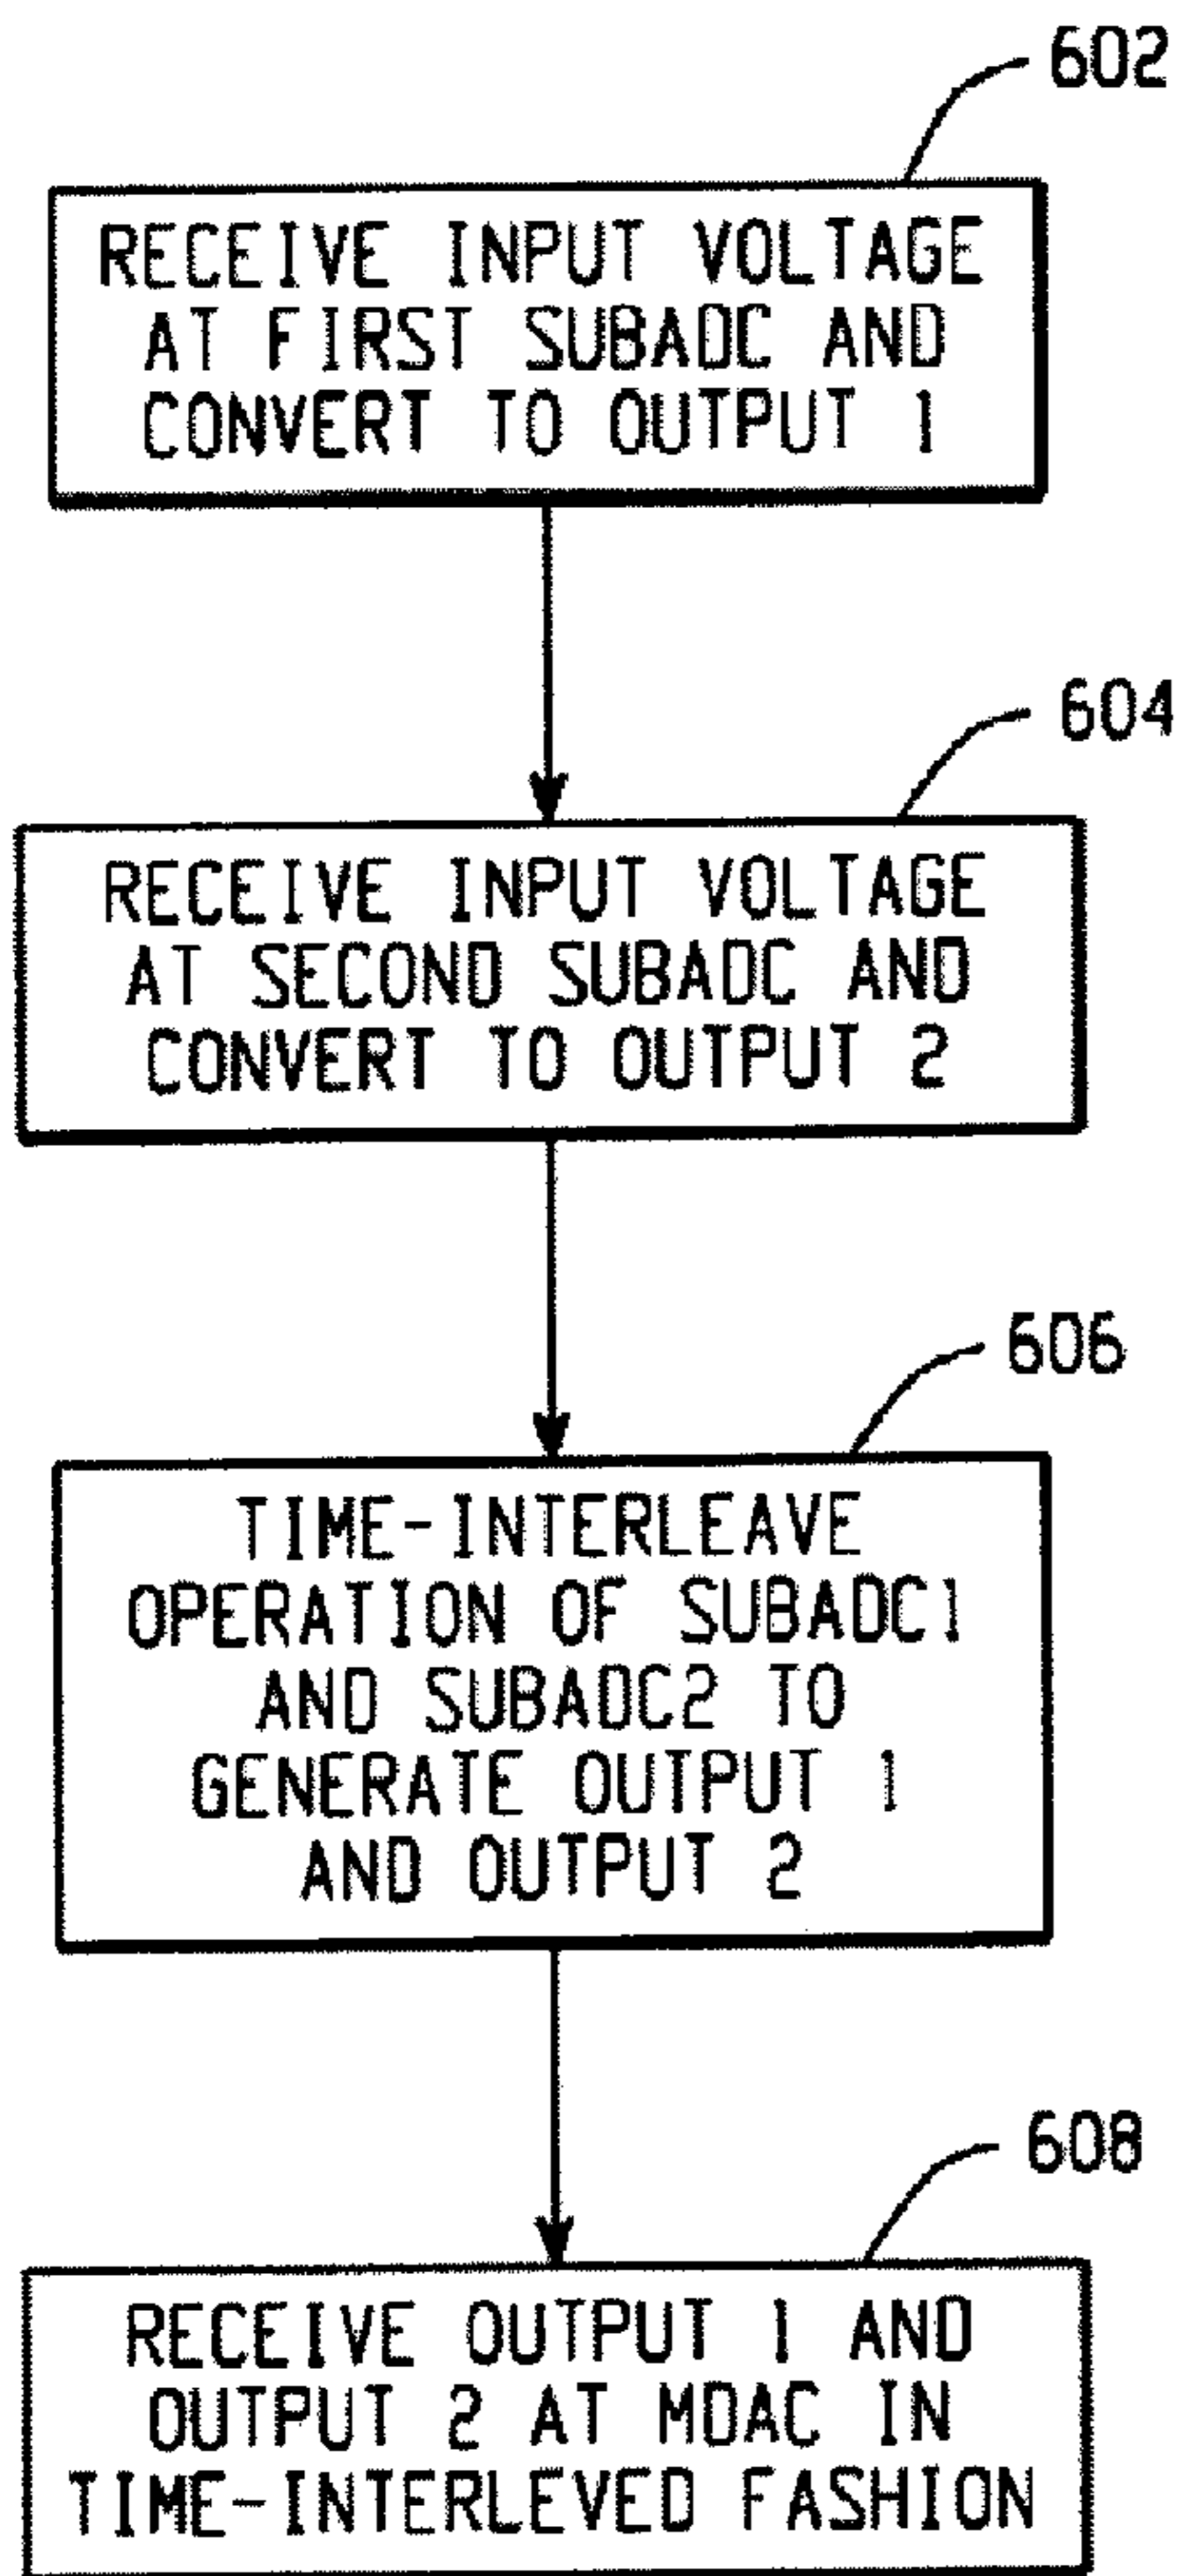 602
RECEIVE INPUT VOLTAGE
AT FIRST SUBADC AND
CONVERT TO OUTPUT 1
604
RECEIVE INPUT VOLTAGE
AT SECOND SUBADC AND
CONVERT TO OUTPUT 2
606
TIME-INTERLEAVE
OPERATION OF SUBADC1
AND SUBADC2 TO
GENERATE OUTPUT 1
AND OUTPUT 2
608
RECEIVE OUTPUT 1 AND
OUTPUT 2 AT MDAC IN
TIME-INTERLEVED FASHION